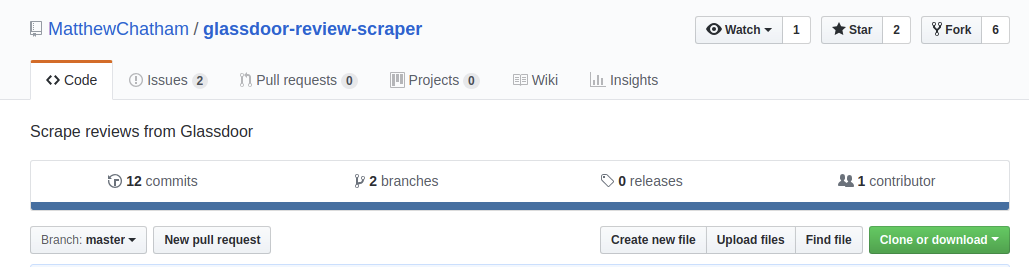 MatthewChatham / glassdoor-review-scraper Watch 1 Star 2 Fork 6
Code Issues 2 Pull requests 0 Projects 0 Wiki Insights
Scrape reviews from Glassdoor
12 commits 2 branches 0 releases 1 contributor
Branch: master New pull request Create new file Upload files Find file Clone or download